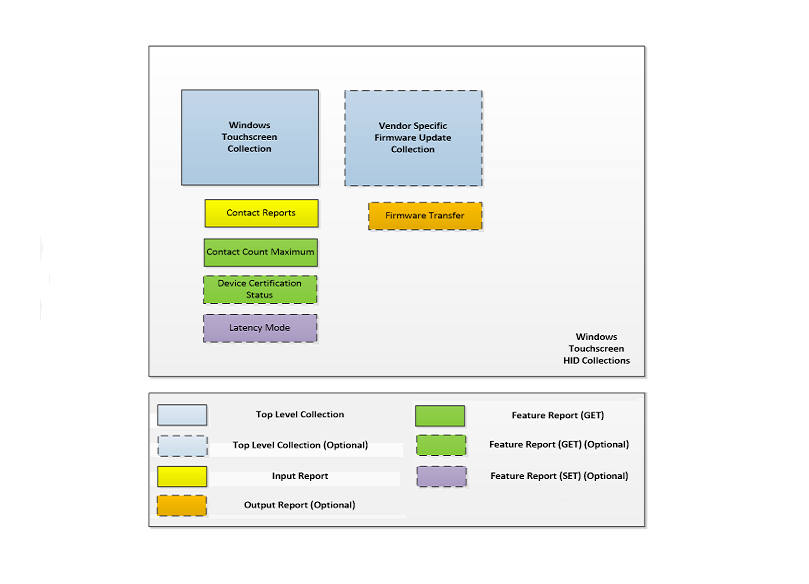 Windows
Touchscreen
Collection
Vendor Specific
Firmware Update
Collection
Contact Reports
Firmware Transfer
Contact Count Maximum
Device Certification
Status
Latency Mode
Windows
Touchscreen
HID Collections
Top Level Collection
Feature Report (GET)
Top Level Collection (Optional)
Feature Report (GET) (Optional)
Input Report
Feature Report (SET) (Optional)
Output Report (Optional)